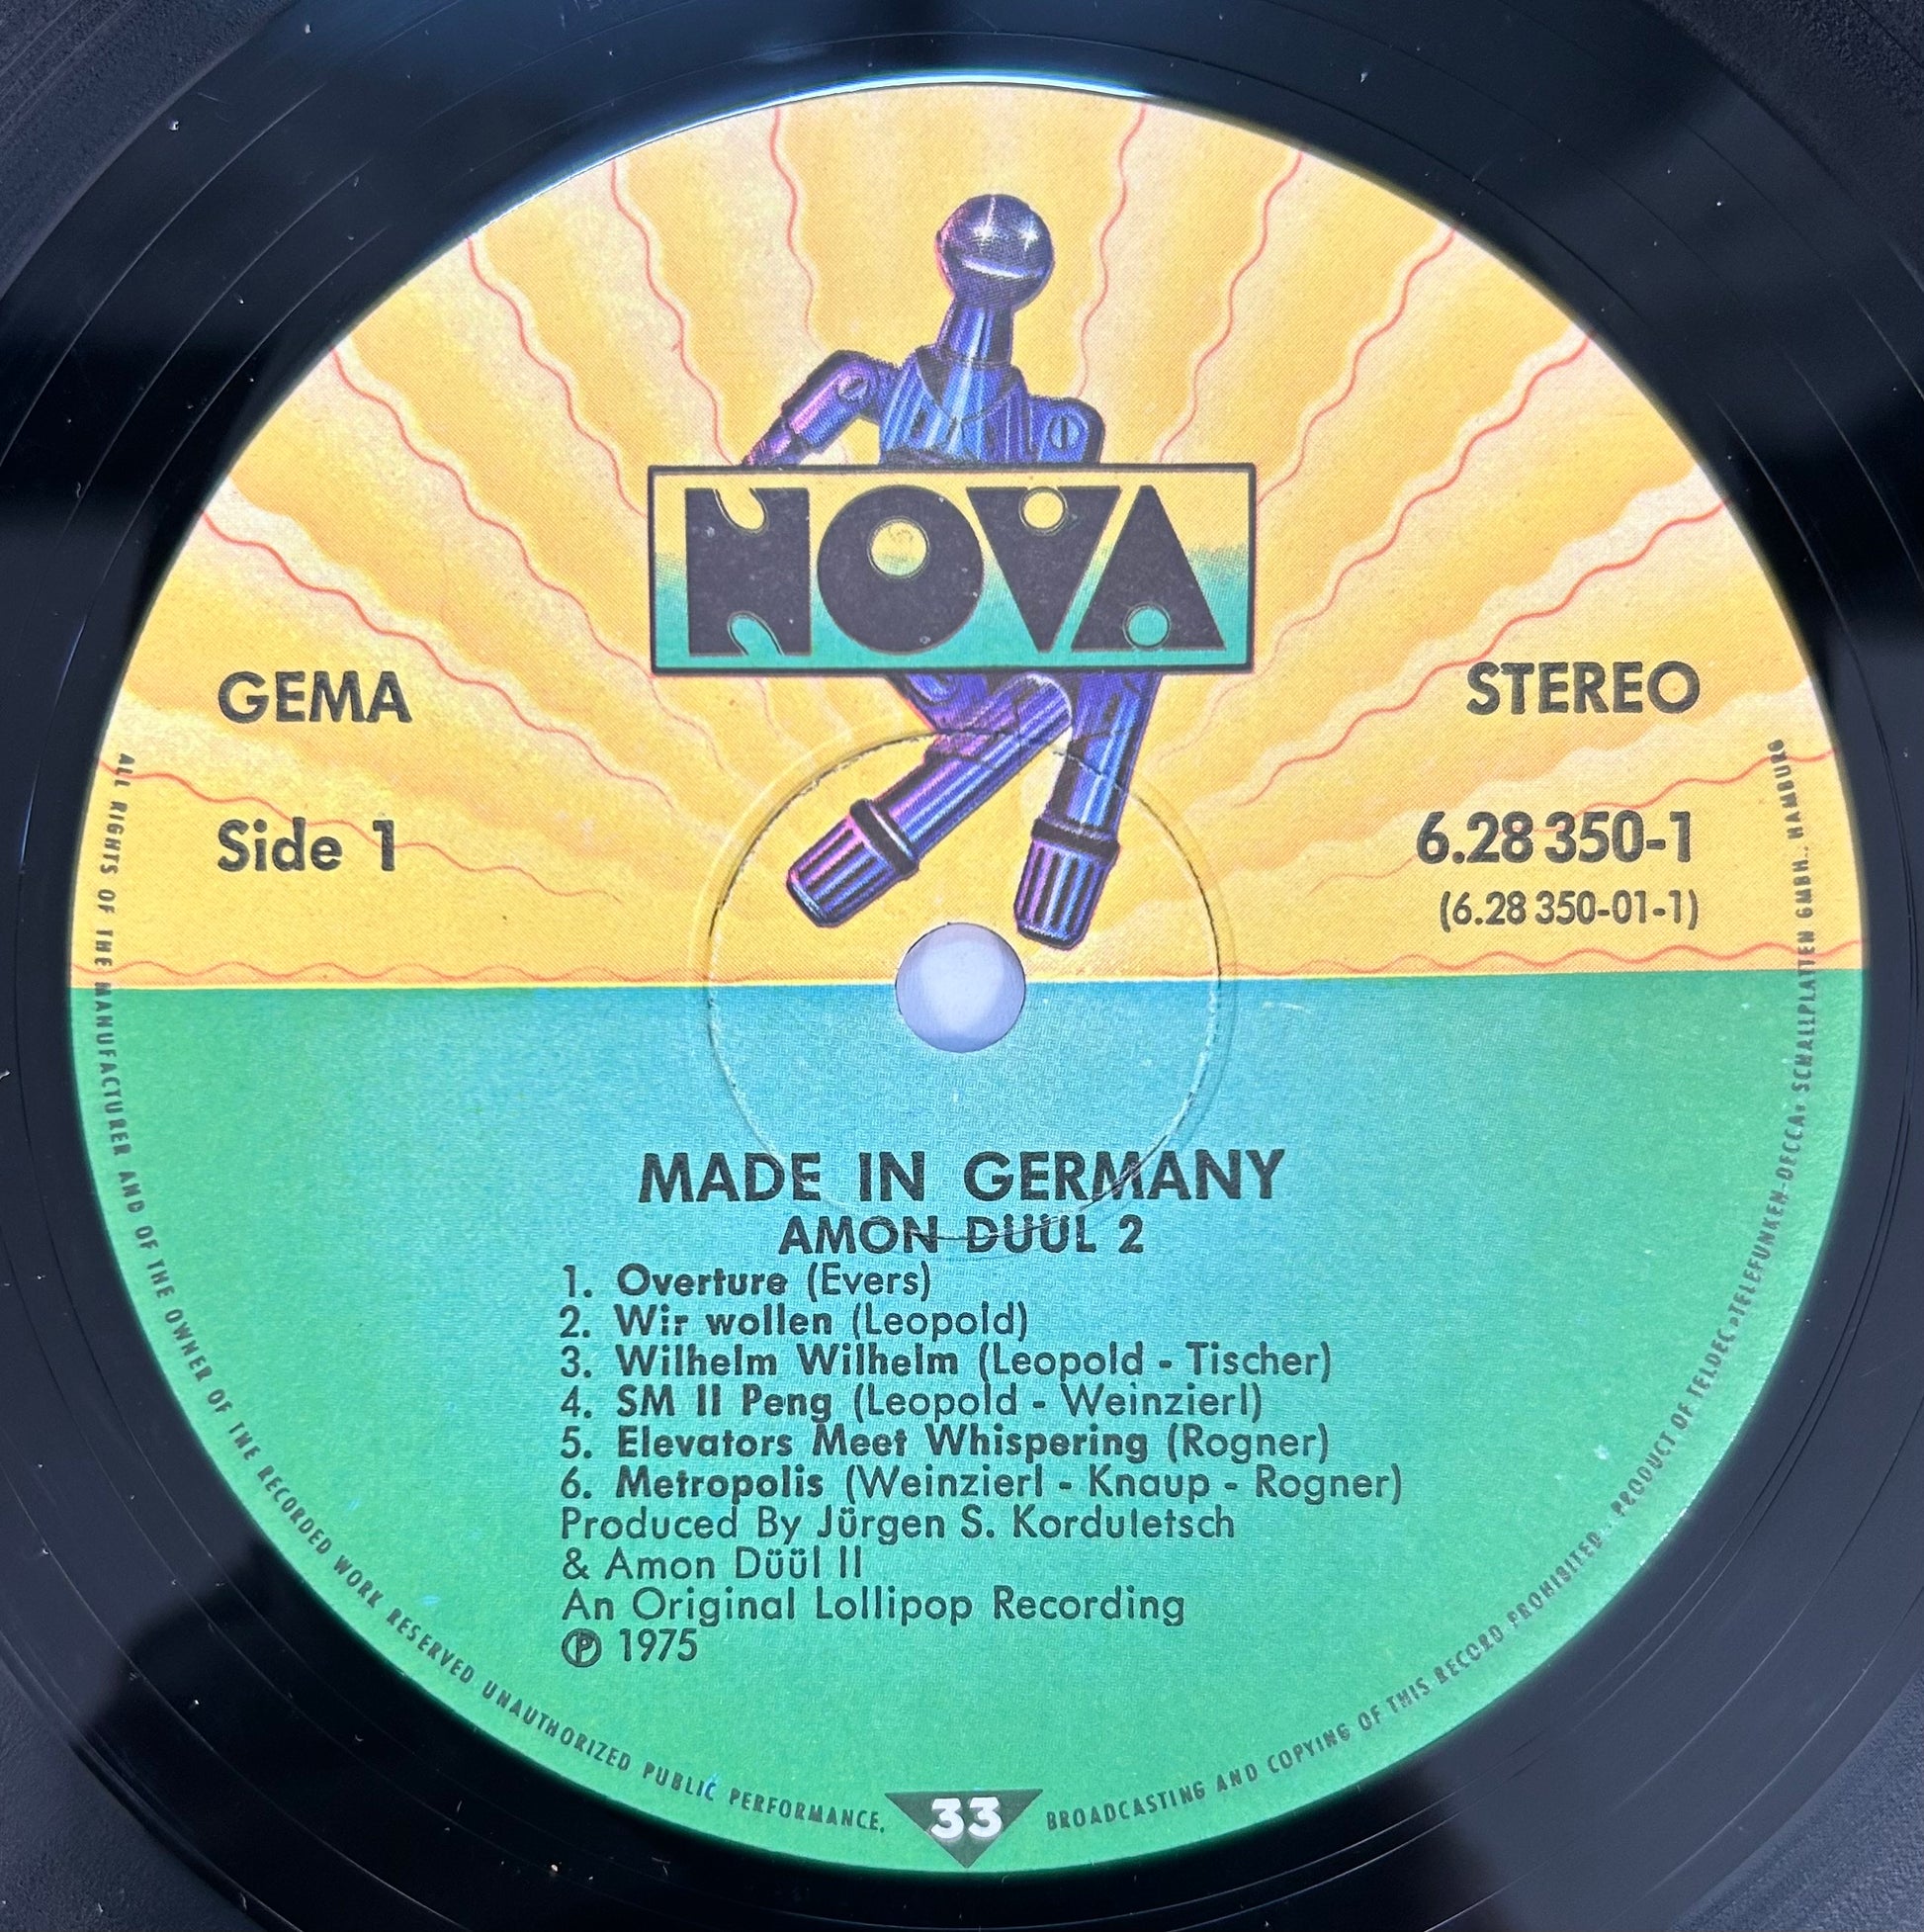 NOVA
GEMA
STEREO
Side 1
6.28 350-1
(6.28 350-01-1)
MADE IN GERMANY
AMON DÜÜL 2
1. Overture (Evers)
2. Wir wollen (Leopold)
3. Wilhelm Wilhelm (Leopold - Tischer)
4. SM II Peng (Leopold - Weinzierl)
5. Elevators Meet Whispering (Rogner)
6. Metropolis (Weinzierl - Knaup - Rogner)
Produced By Jürgen S. Korduletsch
& Amon Düül II
An Original Lollipop Recording
℗ 1975
ALL RIGHTS OF THE MANUFACTURER AND OF THE OWNER OF THE RECORDED WORK RESERVED UNAUTHORIZED PUBLIC PERFORMANCE, BROADCASTING AND COPYING OF THIS RECORD PROHIBITED · PRODUCT OF TELDEC »TELEFUNKEN-DECCA« SCHALLPLATTEN GMBH., HAMBURG
33